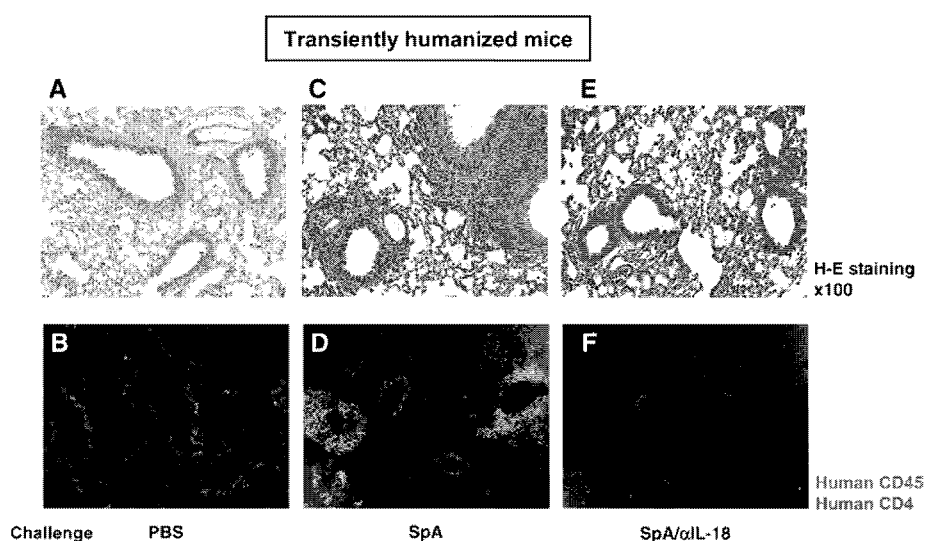 Transiently humanized mice
A
C
E
H-E staining
x100
B
D
F
Human CD45
Human CD4
Challenge PBS SpA SpA/αIL-18